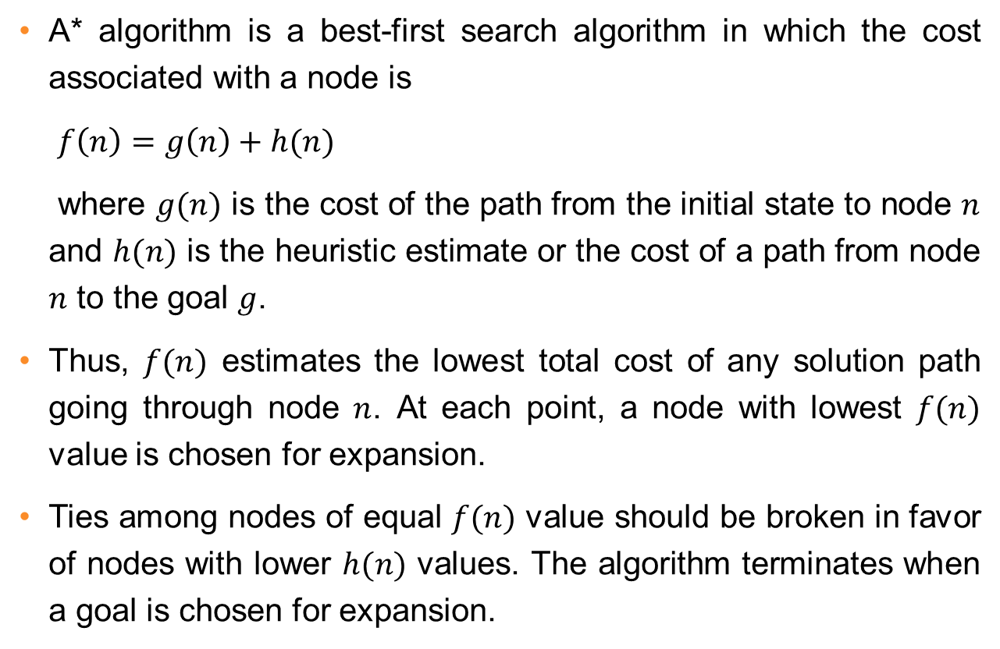 • A* algorithm is a best-first search algorithm in which the cost
associated with a node is
f(n) = g(n) + h(n)
where g(n) is the cost of the path from the initial state to node n
and h(n) is the heuristic estimate or the cost of a path from node
n to the goal g.
• Thus, f(n) estimates the lowest total cost of any solution path
going through node n. At each point, a node with lowest f(n)
value is chosen for expansion.
• Ties among nodes of equal f(n) value should be broken in favor
of nodes with lower h(n) values. The algorithm terminates when
a goal is chosen for expansion.